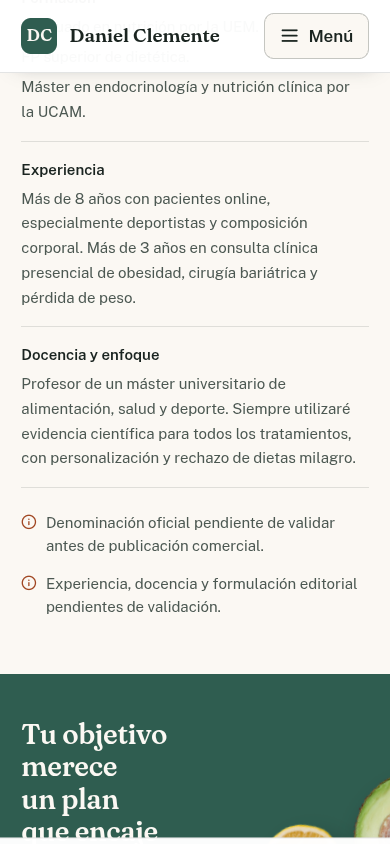 DC Daniel Clemente Menú
Máster en endocrinología y nutrición clínica por
la UCAM.
Experiencia
Más de 8 años con pacientes online,
especialmente deportistas y composición
corporal. Más de 3 años en consulta clínica
presencial de obesidad, cirugía bariátrica y
pérdida de peso.
Docencia y enfoque
Profesor de un máster universitario de
alimentación, salud y deporte. Siempre utilizaré
evidencia científica para todos los tratamientos,
con personalización y rechazo de dietas milagro.
Denominación oficial pendiente de validar
antes de publicación comercial.
Experiencia, docencia y formulación editorial
pendientes de validación.
Tu objetivo
merece
un plan
que encaje